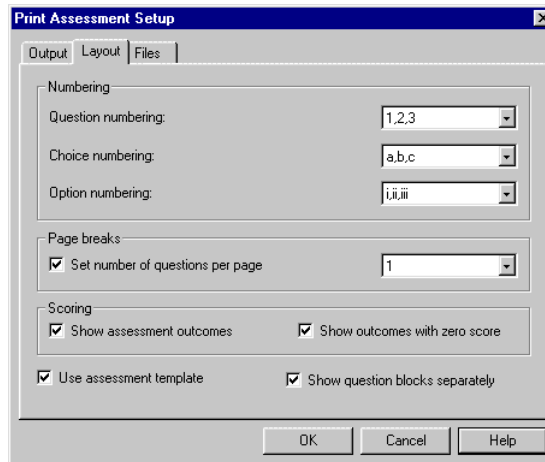 Print Assessment Setup
Output Layout Files
Numbering
Question numbering: 1,2,3
Choice numbering: a,b,c
Option numbering: i,ii,iii
Page breaks
Set number of questions per page 1
Scoring
Show assessment outcomes Show outcomes with zero score
Use assessment template Show question blocks separately
OK Cancel Help